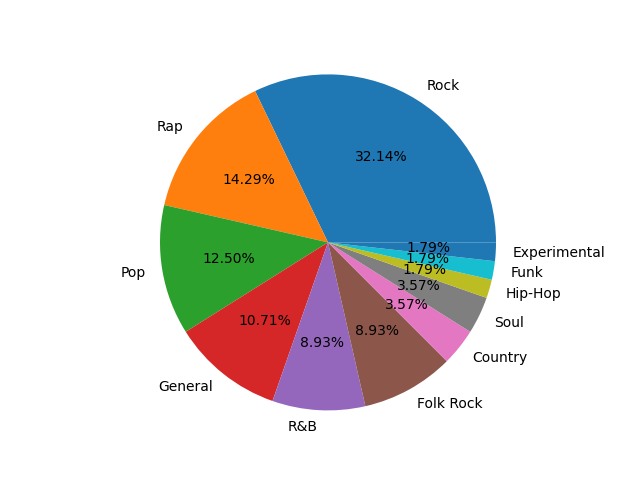 Rock
32.14%
Rap
14.29%
Pop
12.50%
General
10.71%
R&B
8.93%
Folk Rock
8.93%
Country
3.57%
Soul
3.57%
Hip-Hop
1.79%
Funk
1.79%
Experimental
1.79%